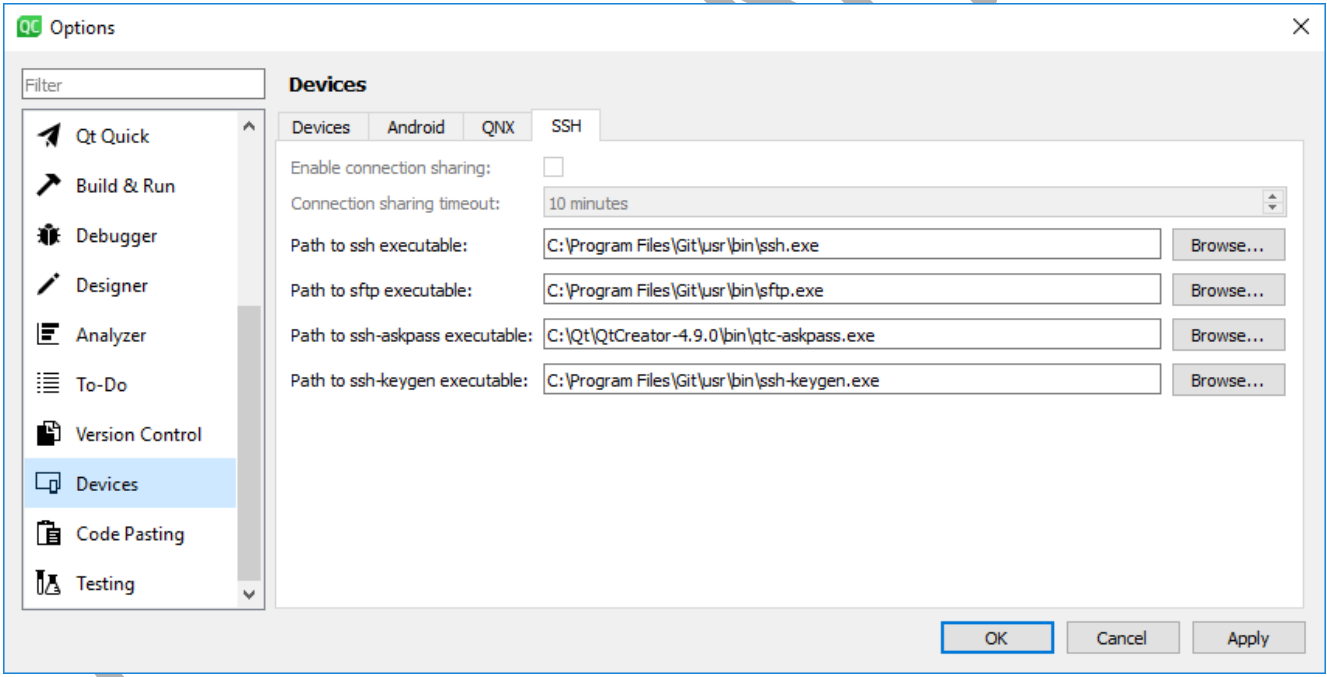 QC Options
Filter
Qt Quick
Build & Run
Debugger
Designer
Analyzer
To-Do
Version Control
Devices
Code Pasting
Testing
Devices
Devices Android QNX SSH
Enable connection sharing:
Connection sharing timeout: 10 minutes
Path to ssh executable: C:\Program Files\Git\usr\bin\ssh.exe Browse...
Path to sftp executable: C:\Program Files\Git\usr\bin\sftp.exe Browse...
Path to ssh-askpass executable: C:\Qt\QtCreator-4.9.0\bin\qtc-askpass.exe Browse...
Path to ssh-keygen executable: C:\Program Files\Git\usr\bin\ssh-keygen.exe Browse...
OK Cancel Apply